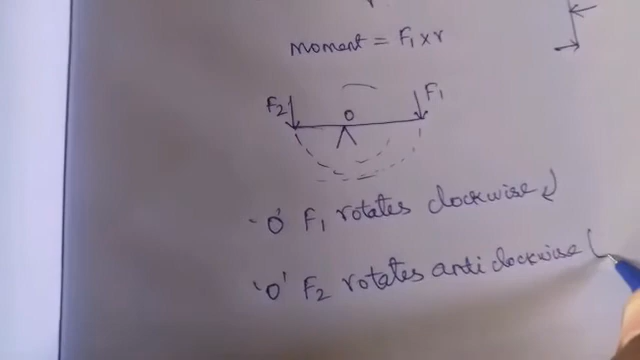 moment = F₁ x r
F₂ O F₁
'O' F₁ rotates clockwise
'O' F₂ rotates anti clockwise